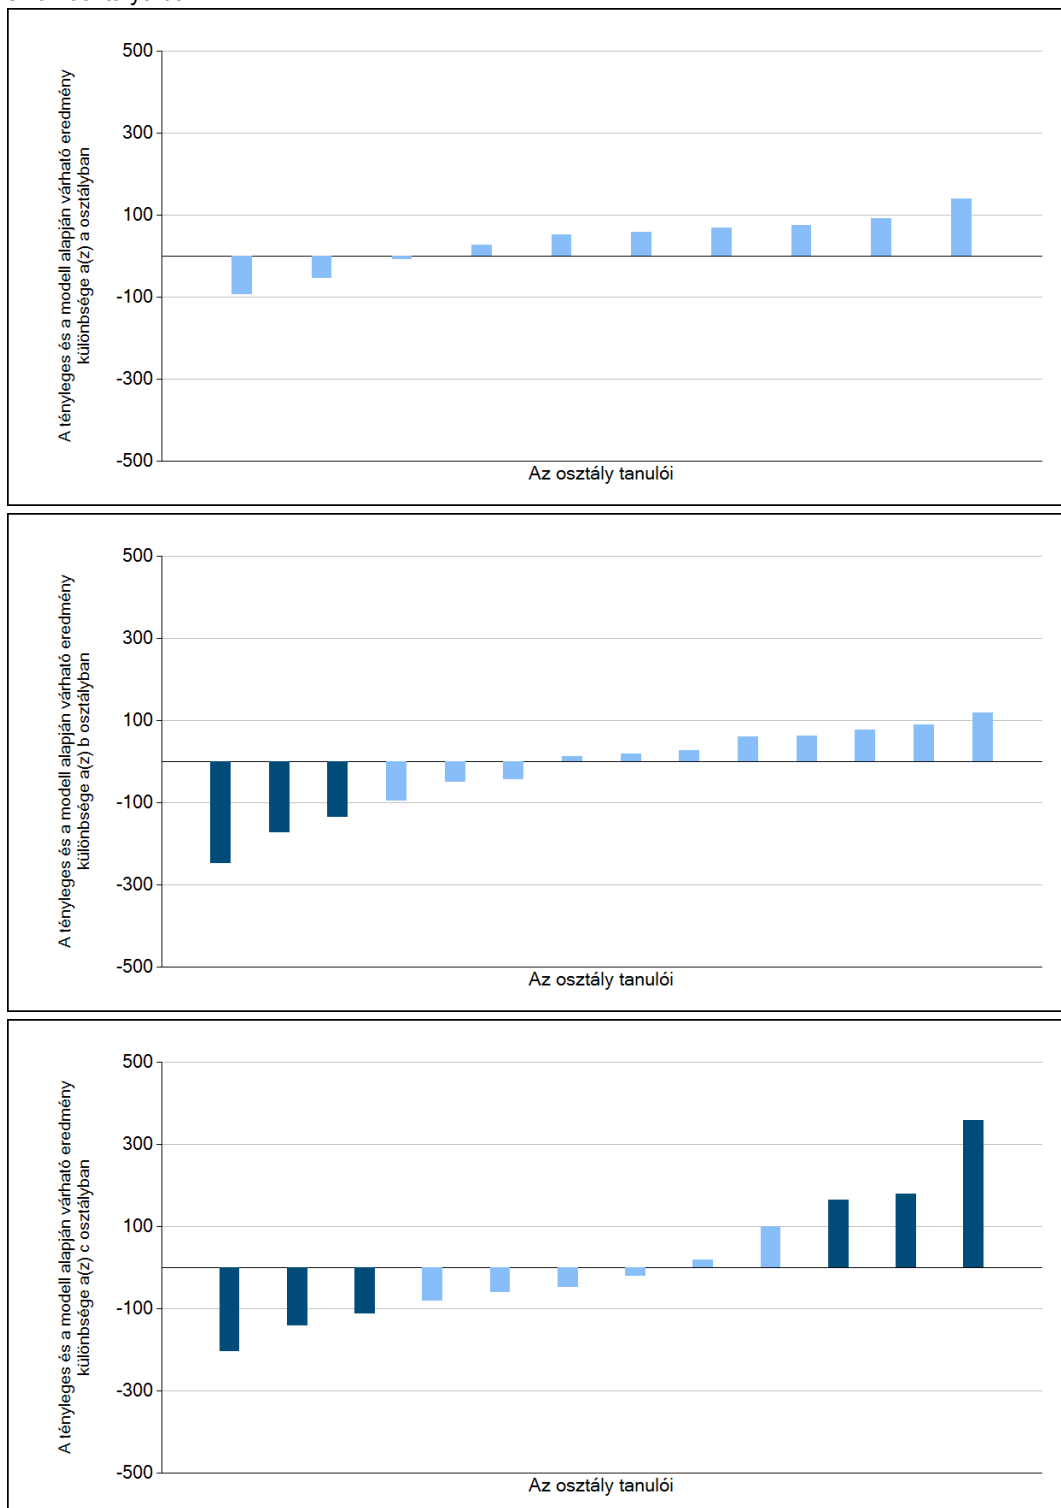 A tényleges és a modell alapján várható eredmény
különbsége a(z) a osztályban
500
300
100
-100
-300
-500
Az osztály tanulói
A tényleges és a modell alapján várható eredmény
különbsége a(z) b osztályban
500
300
100
-100
-300
-500
Az osztály tanulói
A tényleges és a modell alapján várható eredmény
különbsége a(z) c osztályban
500
300
100
-100
-300
-500
Az osztály tanulói